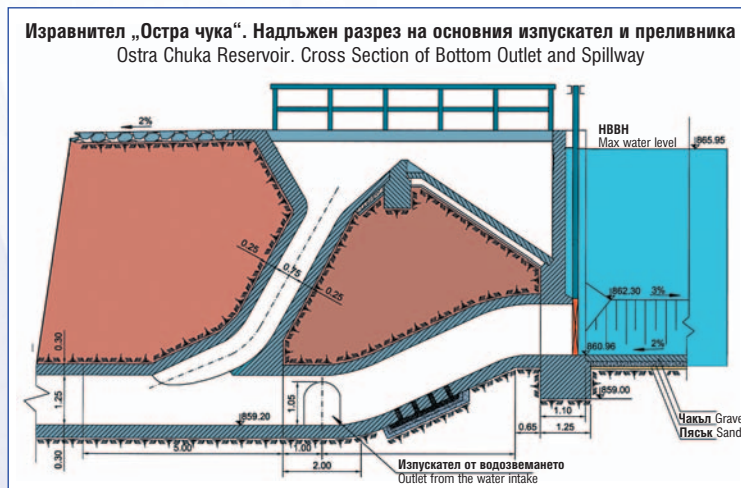 Изравнител „Остра чука“. Надлъжен разрез на основния изпускател и преливника
Ostra Chuka Reservoir. Cross Section of Bottom Outlet and Spillway
2%
НВВН
Max water level
865.95
0.25
0.75
0.25
862.30
3%
2%
860.96
0.30
1.25
0.30
859.20
1.05
5.00
1.00
2.00
0.65
1.10
1.25
859.00
Чакъл Grave
Пясък Sand
Изпускател от водозвемането
Outlet from the water intake